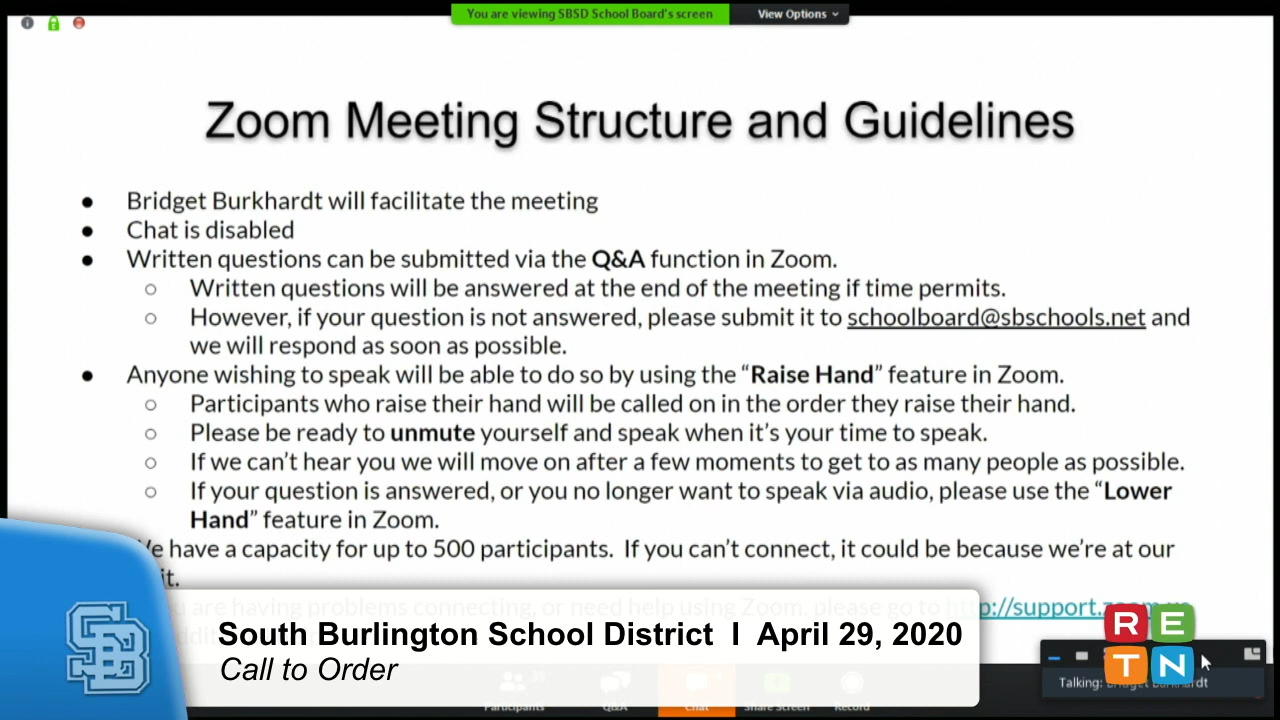 You are viewing SBSD School Board's screen
View Options
Zoom Meeting Structure and Guidelines
● Bridget Burkhardt will facilitate the meeting
● Chat is disabled
● Written questions can be submitted via the Q&A function in Zoom.
○ Written questions will be answered at the end of the meeting if time permits.
○ However, if your question is not answered, please submit it to schoolboard@sbschools.net and
we will respond as soon as possible.
● Anyone wishing to speak will be able to do so by using the “Raise Hand” feature in Zoom.
○ Participants who raise their hand will be called on in the order they raise their hand.
○ Please be ready to unmute yourself and speak when it’s your time to speak.
○ If we can’t hear you we will move on after a few moments to get to as many people as possible.
○ If your question is answered, or you no longer want to speak via audio, please use the “Lower
Hand” feature in Zoom.
We have a capacity for up to 500 participants. If you can’t connect, it could be because we’re at our
it.
you are having problems connecting, or need help using Zoom, please go to http://support.zoom.us
South Burlington School District I April 29, 2020
Call to Order
SB
RETN
Talking: Bridget Burkhardt
Participants Q&A Chat Share Screen Record